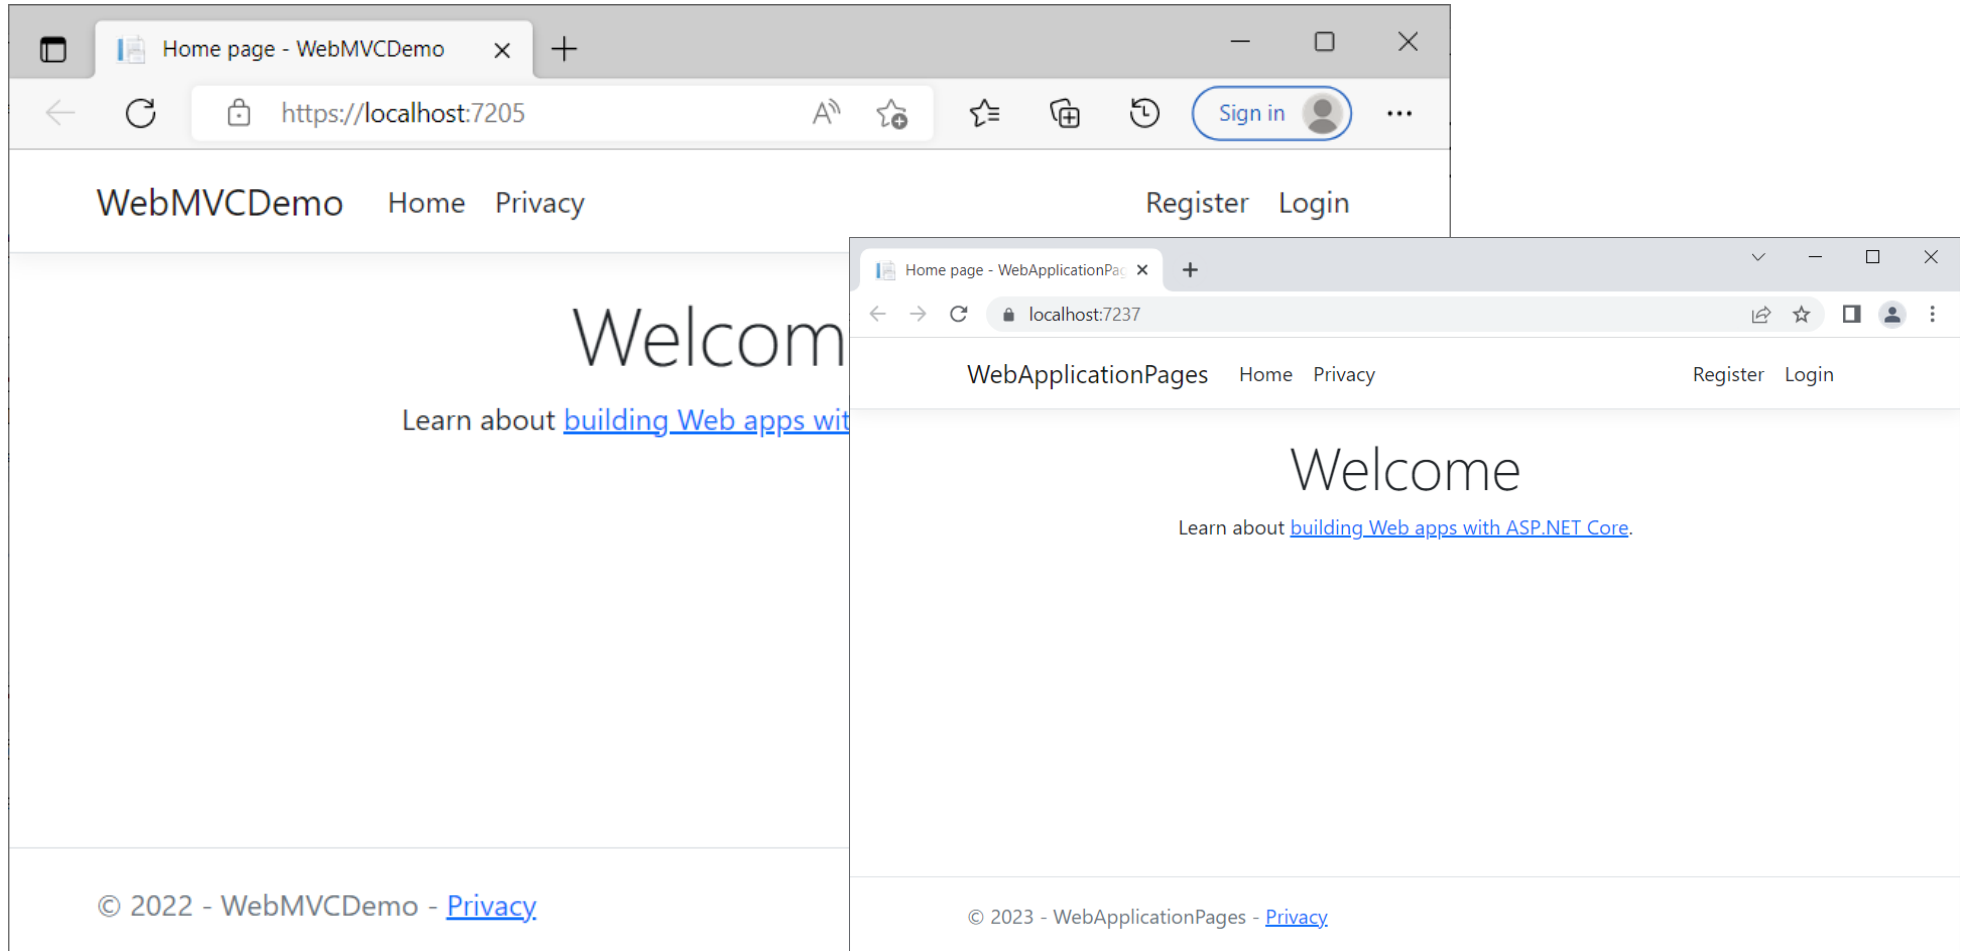 Home page - WebMVCDemo
https://localhost:7205
Sign in
WebMVCDemo Home Privacy Register Login
Welcom
Learn about building Web apps wit
© 2022 - WebMVCDemo - Privacy
Home page - WebApplicationPag
localhost:7237
WebApplicationPages Home Privacy Register Login
Welcome
Learn about building Web apps with ASP.NET Core.
© 2023 - WebApplicationPages - Privacy